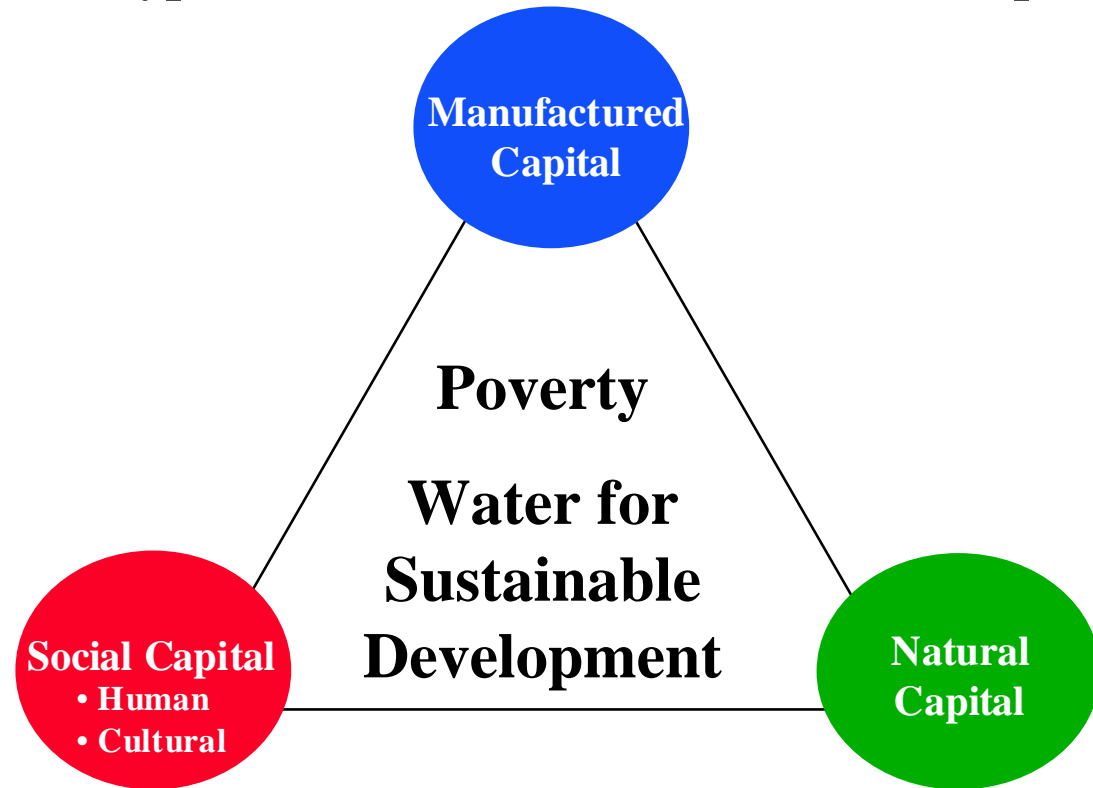 Manufactured
Capital
Poverty
Water for
Sustainable
Development
Social Capital
• Human
• Cultural
Natural
Capital